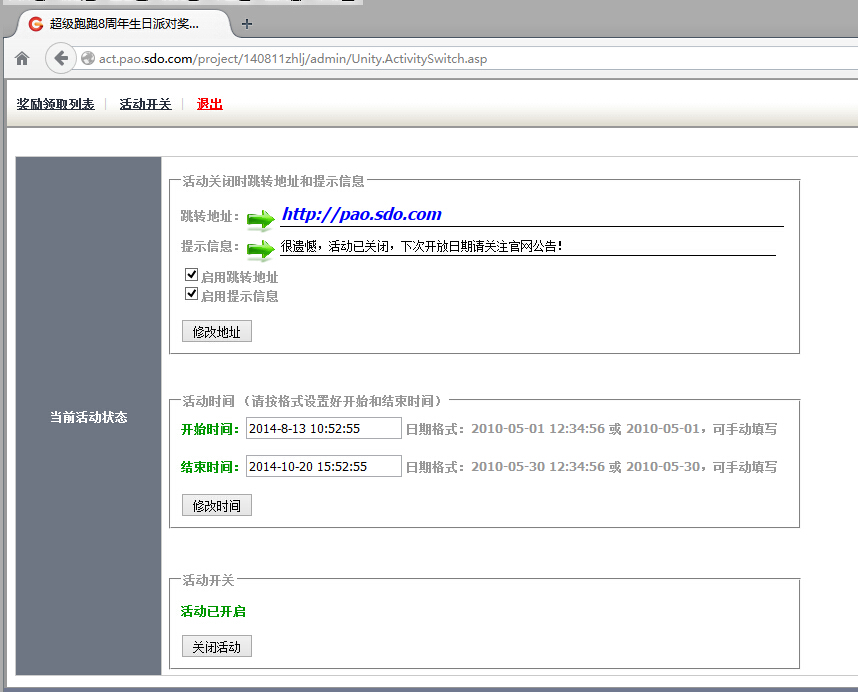 超级跑跑8周年生日派对奖...
act.pao.sdo.com/project/140811zhlj/admin/Unity.ActivitySwitch.asp
奖励领取列表 活动开关 退出
当前活动状态
活动关闭时跳转地址和提示信息
跳转地址: http://pao.sdo.com
提示信息: 很遗憾，活动已关闭，下次开放日期请关注官网公告!
启用跳转地址
启用提示信息
修改地址
活动时间 （请按格式设置好开始和结束时间）
开始时间: 2014-8-13 10:52:55 日期格式: 2010-05-01 12:34:56 或 2010-05-01，可手动填写
结束时间: 2014-10-20 15:52:55 日期格式: 2010-05-30 12:34:56 或 2010-05-30，可手动填写
修改时间
活动开关
活动已开启
关闭活动